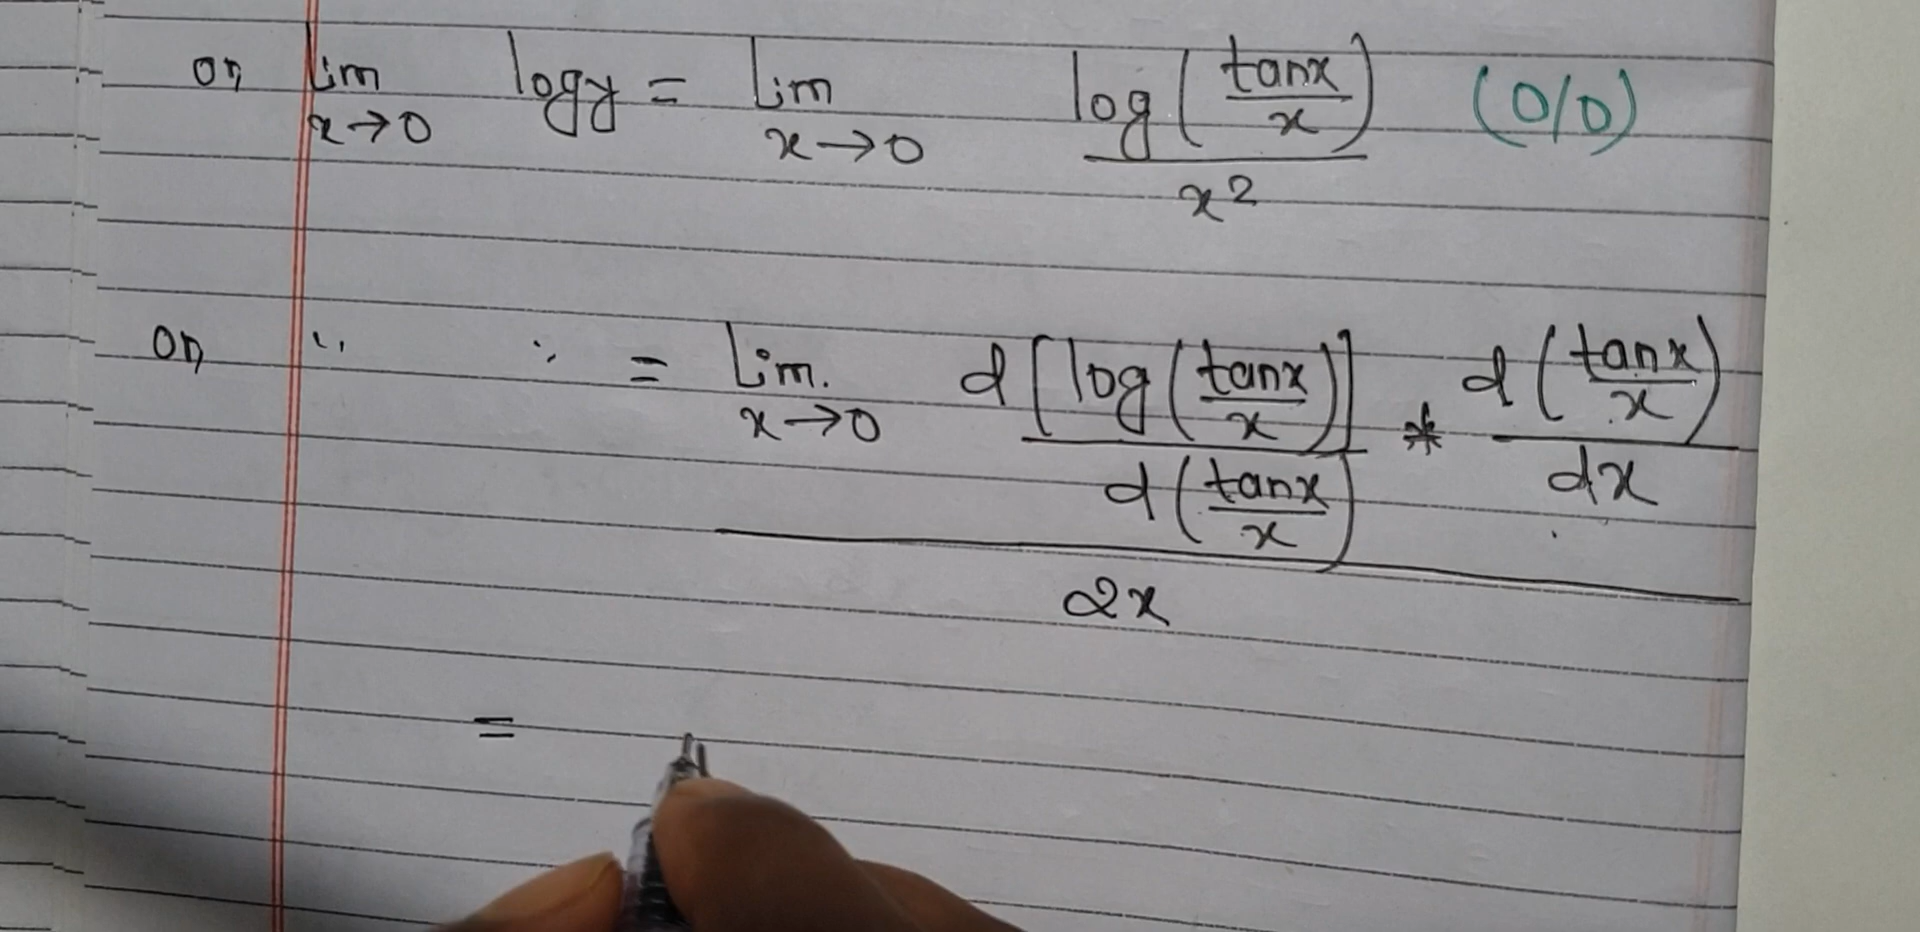 or lim x→0 log y = lim x→0 log(tanx/x)/x² (0/0)
or " " = Lim. x→0 d[log(tanx/x)]/d(tanx/x) * d(tanx/x)/dx
2x
=